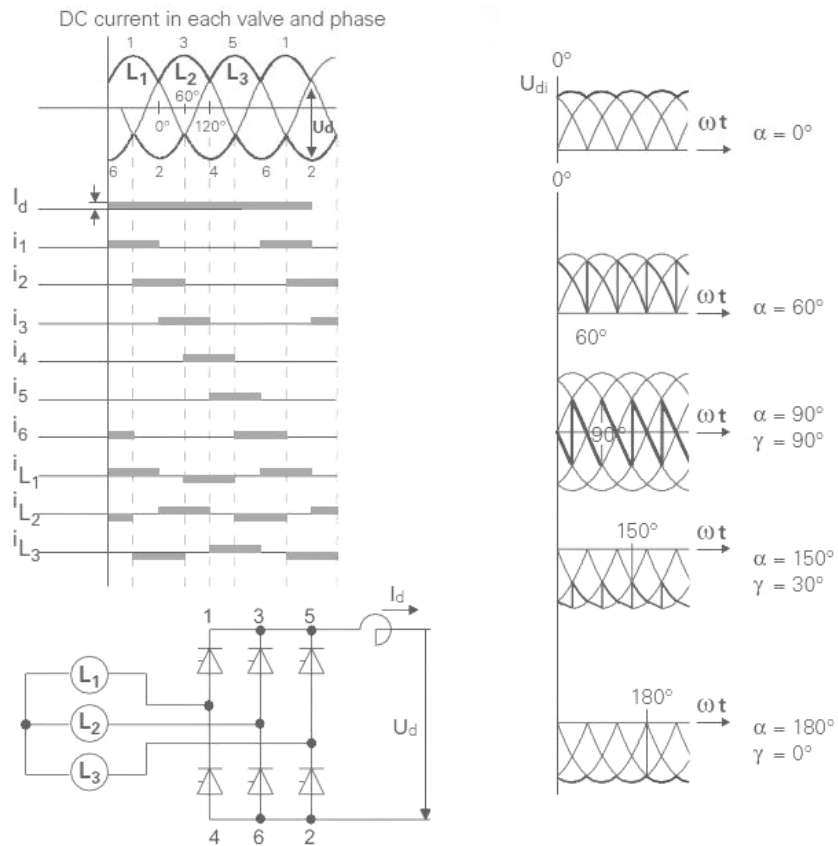 DC current in each valve and phase
1 3 5 1
L1 L2 L3
60°
0° 120° Ud
6 2 4 6 2
Id
i1
i2
i3
i4
i5
i6
iL1
iL2
iL3
Id
1 3 5
L1
L2
L3
Ud
4 6 2
0°
Udi
ωt
α = 0°
0°
ωt
α = 60°
60°
ωt
90°
α = 90°
γ = 90°
150°
ωt
α = 150°
γ = 30°
180°
ωt
α = 180°
γ = 0°